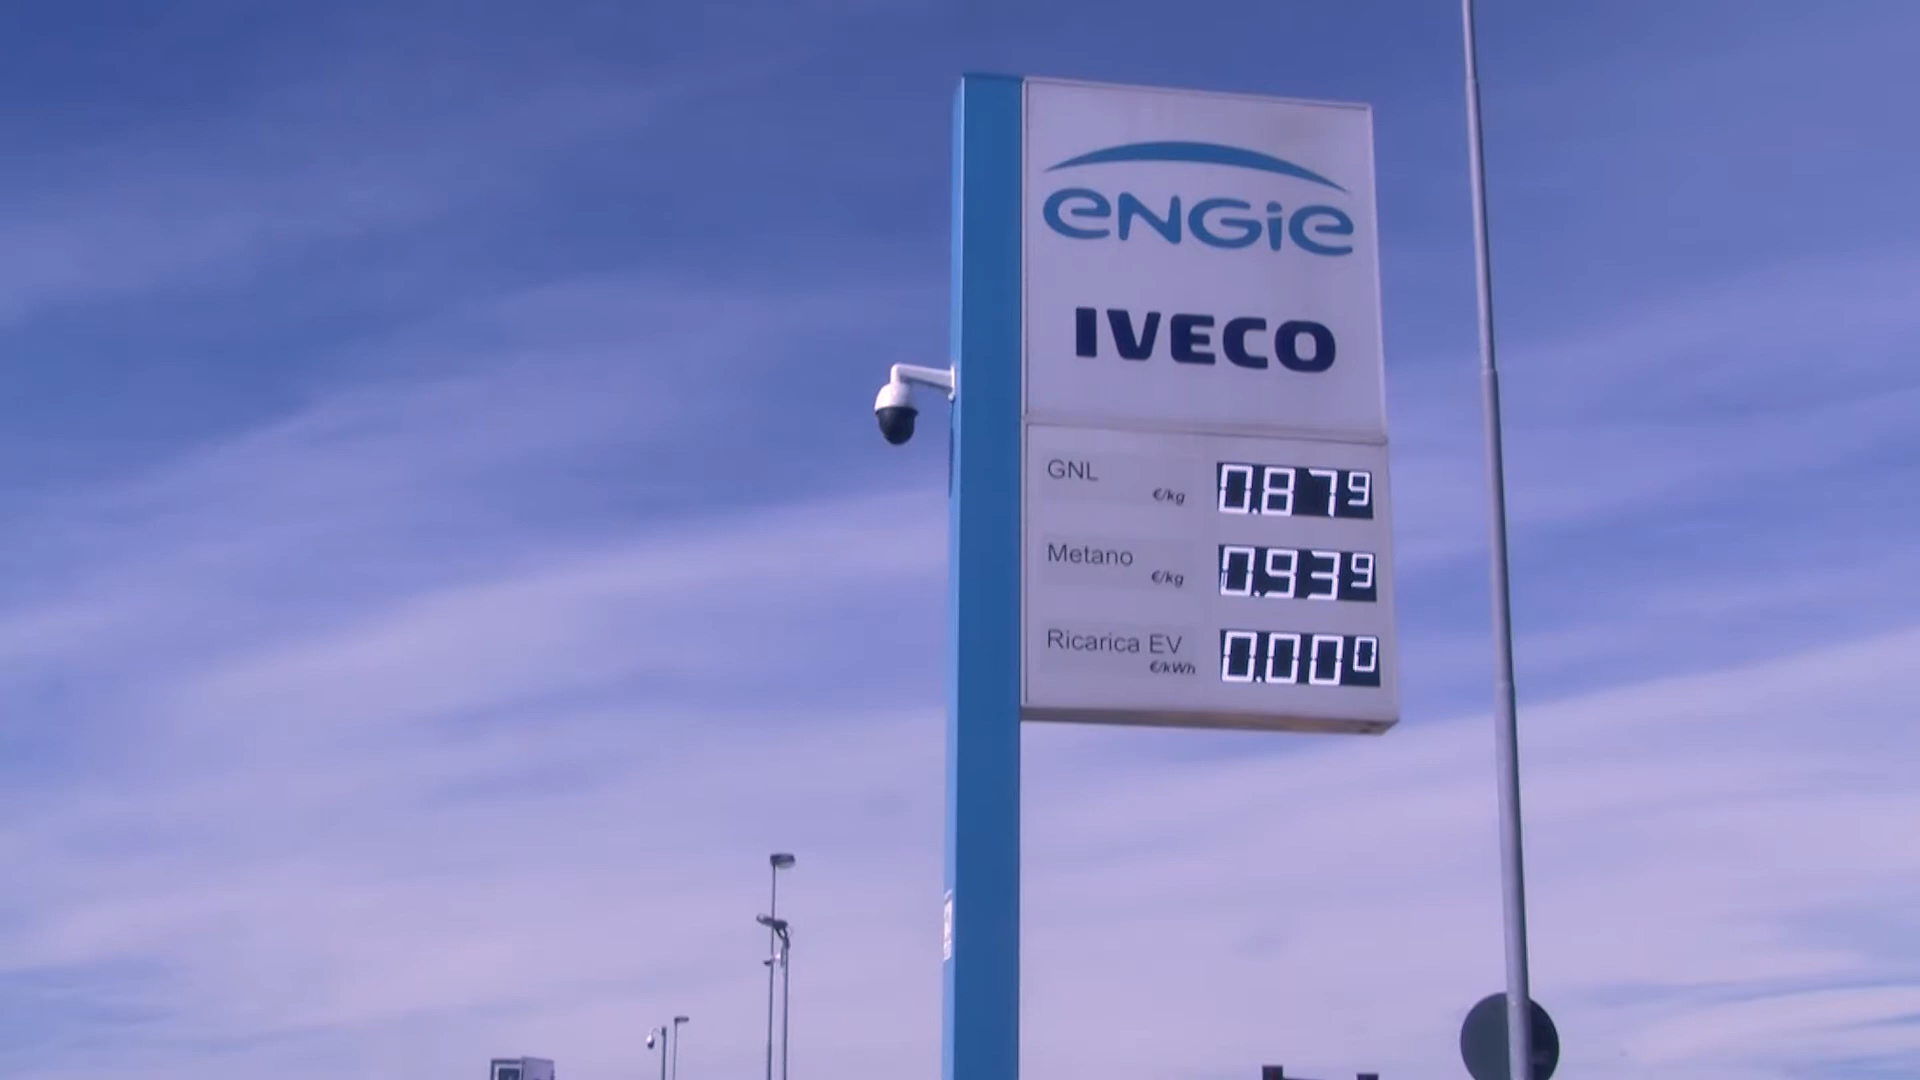 ENGIE
IVECO
GNL
€/kg
0.879
Metano
€/kg
0.939
Ricarica EV
€/kWh
0.000